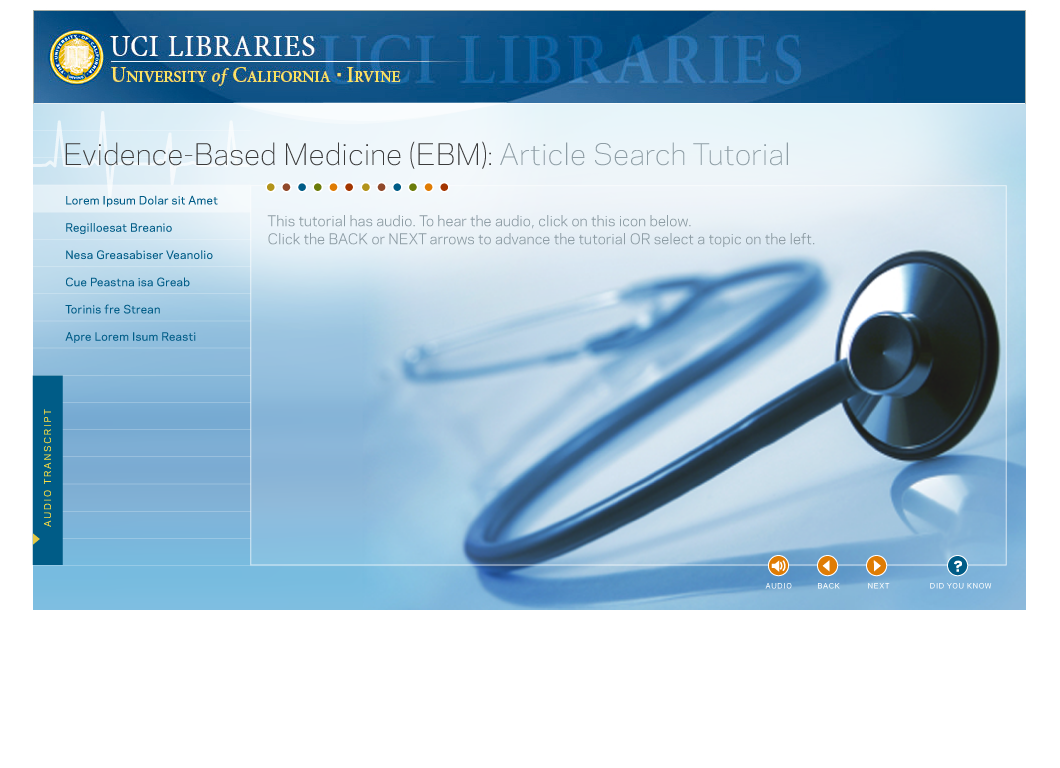 UCI LIBRARIES
UCI LIBRARIES
UNIVERSITY of CALIFORNIA · IRVINE
Evidence-Based Medicine (EBM): Article Search Tutorial
Lorem Ipsum Dolar sit Amet
Regilloesat Breanio
Nesa Greasabiser Veanolio
Cue Peastna isa Greab
Torinis fre Strean
Apre Lorem Isum Reasti
This tutorial has audio. To hear the audio, click on this icon below.
Click the BACK or NEXT arrows to advance the tutorial OR select a topic on the left.
AUDIO TRANSCRIPT
?
AUDIO
BACK
NEXT
DID YOU KNOW